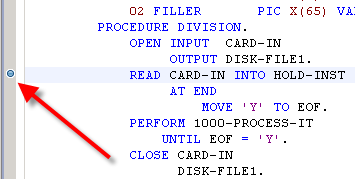 02 FILLER PIC X(65) VA
PROCEDURE DIVISION.
OPEN INPUT CARD-IN
OUTPUT DISK-FILE1.
READ CARD-IN INTO HOLD-INST
AT END
MOVE 'Y' TO EOF.
PERFORM 1000-PROCESS-IT
UNTIL EOF = 'Y'.
CLOSE CARD-IN
DISK-FILE1.